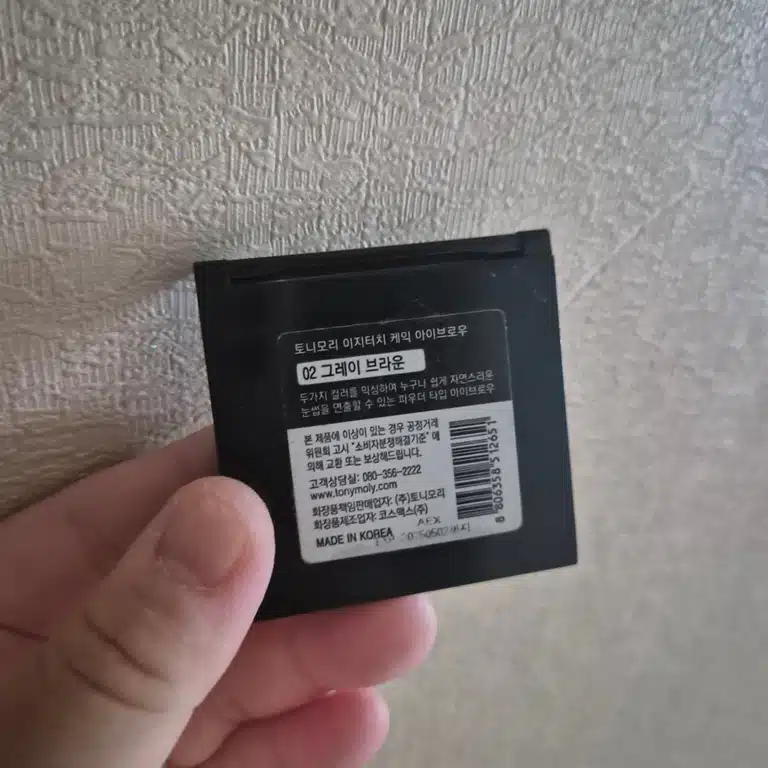 토니모리 이지터치 케익 아이브로우
02 그레이 브라운
두가지 컬러를 믹싱하여 누구나 쉽게 자연스러운
눈썹을 연출할 수 있는 파우더 타입 아이브로우
본 제품에 이상이 있는 경우 공정거래
위원회 고시 "소비자분쟁해결기준"에
의해 교환 또는 보상해드립니다.
고객상담실: 080-356-2222
www.tonymoly.com
화장품책임판매업자: (주)토니모리
화장품제조업자: 코스맥스(주)
MADE IN KOREA
8 806358 512651